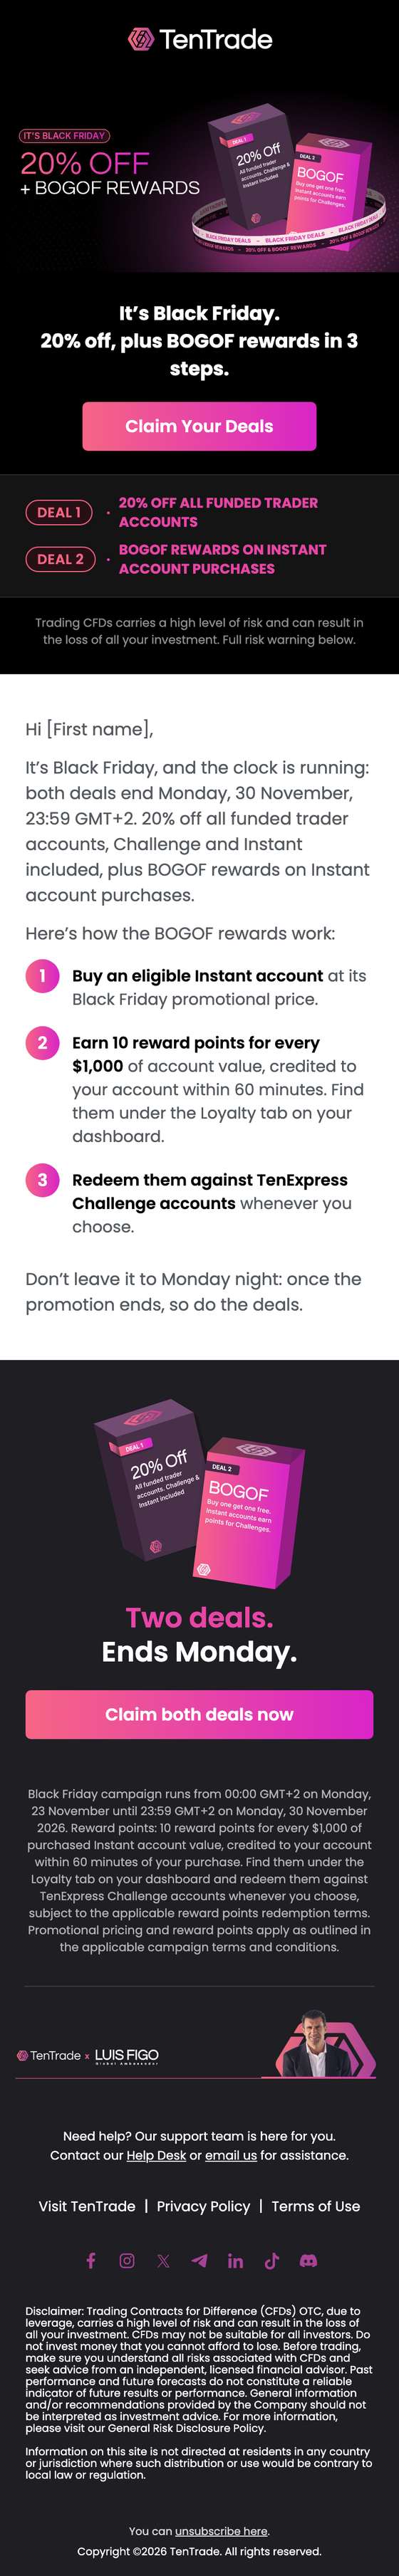 TenTrade
IT'S BLACK FRIDAY
20% OFF
+ BOGOF REWARDS
DEAL 1
20% Off
All funded trader
accounts. Challenge &
Instant included
DEAL 2
BOGOF
Buy one get one free.
Instant accounts earn
points for Challenges.
BLACK FRIDAY DEALS – BLACK FRIDAY DEALS
20% OFF & BOGOF REWARDS
It's Black Friday.
20% off, plus BOGOF rewards in 3
steps.
Claim Your Deals
DEAL 1 · 20% OFF ALL FUNDED TRADER
ACCOUNTS
DEAL 2 · BOGOF REWARDS ON INSTANT
ACCOUNT PURCHASES
Trading CFDs carries a high level of risk and can result in
the loss of all your investment. Full risk warning below.
Hi [First name],
It's Black Friday, and the clock is running:
both deals end Monday, 30 November,
23:59 GMT+2. 20% off all funded trader
accounts, Challenge and Instant
included, plus BOGOF rewards on Instant
account purchases.
Here's how the BOGOF rewards work:
1 Buy an eligible Instant account at its
Black Friday promotional price.
2 Earn 10 reward points for every
$1,000 of account value, credited to
your account within 60 minutes. Find
them under the Loyalty tab on your
dashboard.
3 Redeem them against TenExpress
Challenge accounts whenever you
choose.
Don't leave it to Monday night: once the
promotion ends, so do the deals.
DEAL 1
20% Off
All funded trader
accounts. Challenge &
Instant included
DEAL 2
BOGOF
Buy one get one free.
Instant accounts earn
points for Challenges.
Two deals.
Ends Monday.
Claim both deals now
Black Friday campaign runs from 00:00 GMT+2 on Monday,
23 November until 23:59 GMT+2 on Monday, 30 November
2026. Reward points: 10 reward points for every $1,000 of
purchased Instant account value, credited to your account
within 60 minutes of your purchase. Find them under the
Loyalty tab on your dashboard and redeem them against
TenExpress Challenge accounts whenever you choose,
subject to the applicable reward points redemption terms.
Promotional pricing and reward points apply as outlined in
the applicable campaign terms and conditions.
TenTrade x LUIS FIGO
Global Ambassador
Need help? Our support team is here for you.
Contact our Help Desk or email us for assistance.
Visit TenTrade | Privacy Policy | Terms of Use
Disclaimer: Trading Contracts for Difference (CFDs) OTC, due to
leverage, carries a high level of risk and can result in the loss of
all your investment. CFDs may not be suitable for all investors. Do
not invest money that you cannot afford to lose. Before trading,
make sure you understand all risks associated with CFDs and
seek advice from an independent, licensed financial advisor. Past
performance and future forecasts do not constitute a reliable
indicator of future results or performance. General information
and/or recommendations provided by the Company should not
be interpreted as investment advice. For more information,
please visit our General Risk Disclosure Policy.
Information on this site is not directed at residents in any country
or jurisdiction where such distribution or use would be contrary to
local law or regulation.
You can unsubscribe here.
Copyright ©2026 TenTrade. All rights reserved.